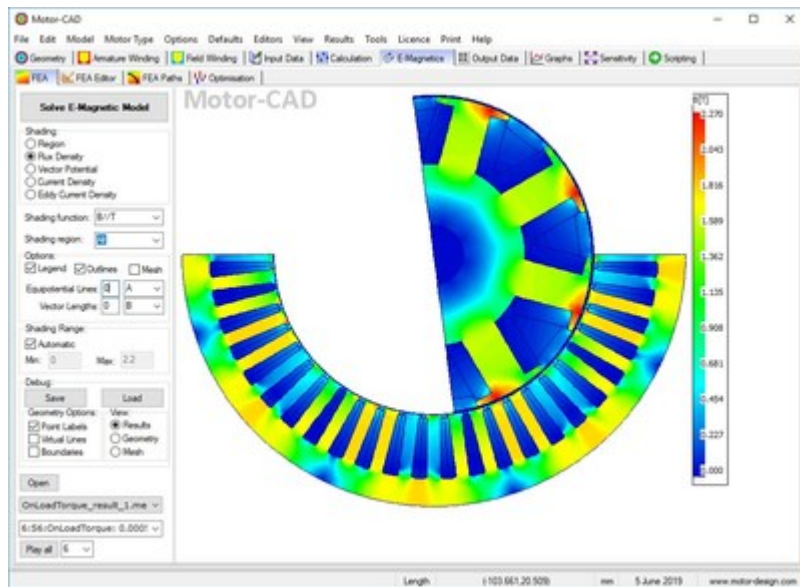 Motor-CAD
File Edit Model Motor Type Options Defaults Editors View Results Tools Licence Print Help
Geometry Armature Winding Field Winding Input Data Calculation E-Magnetics Output Data Graphs Sensitivity Scripting
FEA FEA Editor FEA Paths Optimisation
Solve E-Magnetic Model
Motor-CAD
Shading:
Region
Flux Density
Vector Potential
Current Density
Eddy Current Density
Shading function:
Shading region:
Options:
Legend Outlines Mesh
Equipotential Lines: 0 A
Vector Lengths: 0 B
Shading Range:
Automatic
Min: 0 Max: 2.2
Debug:
Save Load
Geometry Options: View:
Point Labels Results
Virtual Lines Geometry
Boundaries Mesh
Open
OnLoadTorque_result_1.me
Play all 6
2.270
2.043
1.816
1.589
1.362
1.135
0.908
0.681
0.454
0.227
0.000
Length (-103.661,20.509) mm 5 June 2019 www.motor-design.com